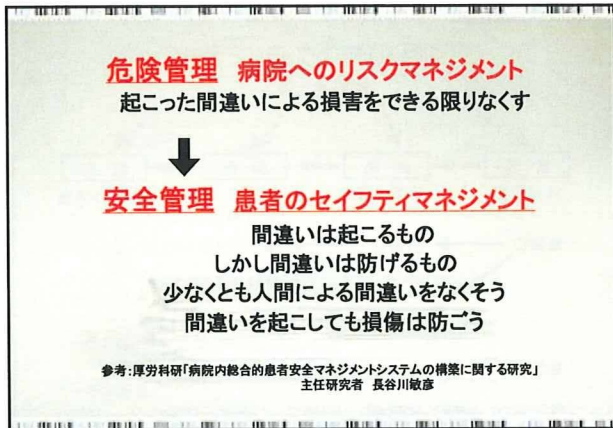 危険管理 病院へのリスクマネジメント
起こった間違いによる損害をできる限りなくす
安全管理 患者のセイフティマネジメント
間違いは起こるもの
しかし間違いは防げるもの
少なくとも人間による間違いをなくそう
間違いを起こしても損傷は防ごう
参考:厚労科研「病院内総合的患者安全マネジメントシステムの構築に関する研究」
主任研究者 長谷川敏彦